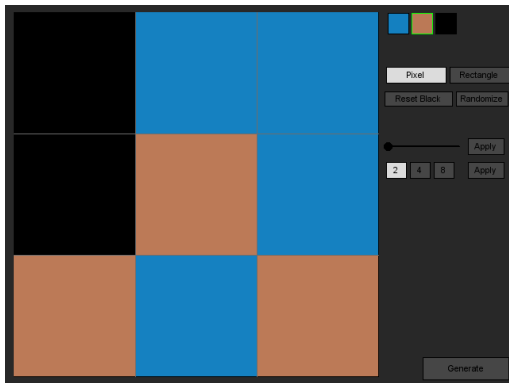 Pixel Rectangle
Reset Black Randomize
Apply
2 4 8 Apply
Generate